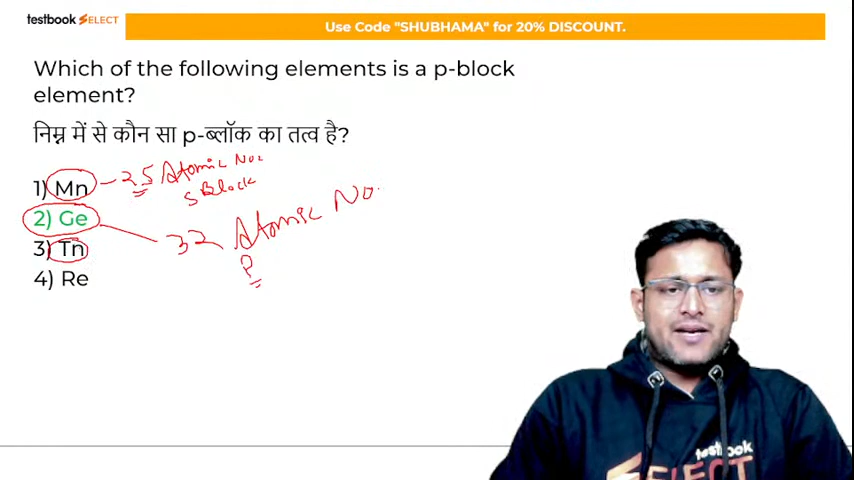 testbook SELECT
Use Code "SHUBHAMA" for 20% DISCOUNT.
Which of the following elements is a p-block
element?
निम्न में से कौन सा p-ब्लॉक का तत्व है?
1) Mn - 25 Atomic No.
S Block
2) Ge
32 Atomic No.
P
3) Tn
4) Re
testbook
SELECT